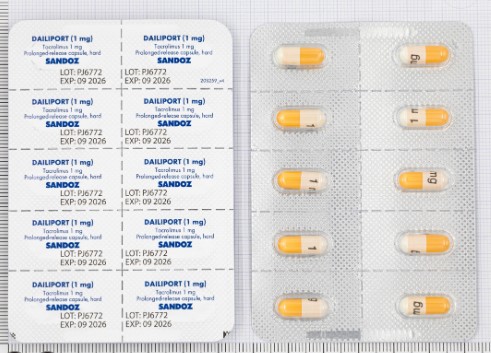 DAILIPORT (1 mg)
Tacrolimus 1 mg
Prolonged-release capsule, hard
SANDOZ
LOT: PJ6772
EXP: 09 2026
DAILIPORT (1 mg)
Tacrolimus 1 mg
Prolonged-release capsule, hard
SANDOZ
LOT: PJ6772
EXP: 09 2026
DAILIPORT (1 mg)
Tacrolimus 1 mg
Prolonged-release capsule, hard
SANDOZ
LOT: PJ6772
EXP: 09 2026
DAILIPORT (1 mg)
Tacrolimus 1 mg
Prolonged-release capsule, hard
SANDOZ
LOT: PJ6772
EXP: 09 2026
DAILIPORT (1 mg)
Tacrolimus 1 mg
Prolonged-release capsule, hard
SANDOZ
LOT: PJ6772
EXP: 09 2026
DAILIPORT (1 mg)
Tacrolimus 1 mg
Prolonged-release capsule, hard
SANDOZ
LOT: PJ6772
EXP: 09 2026
DAILIPORT (1 mg)
Tacrolimus 1 mg
Prolonged-release capsule, hard
SANDOZ
LOT: PJ6772
EXP: 09 2026
DAILIPORT (1 mg)
Tacrolimus 1 mg
Prolonged-release capsule, hard
SANDOZ
LOT: PJ6772
EXP: 09 2026
DAILIPORT (1 mg)
Tacrolimus 1 mg
Prolonged-release capsule, hard
SANDOZ
LOT: PJ6772
EXP: 09 2026
DAILIPORT (1 mg)
Tacrolimus 1 mg
Prolonged-release capsule, hard
SANDOZ
LOT: PJ6772
EXP: 09 2026
mg
1
1
1
mg
1
mg